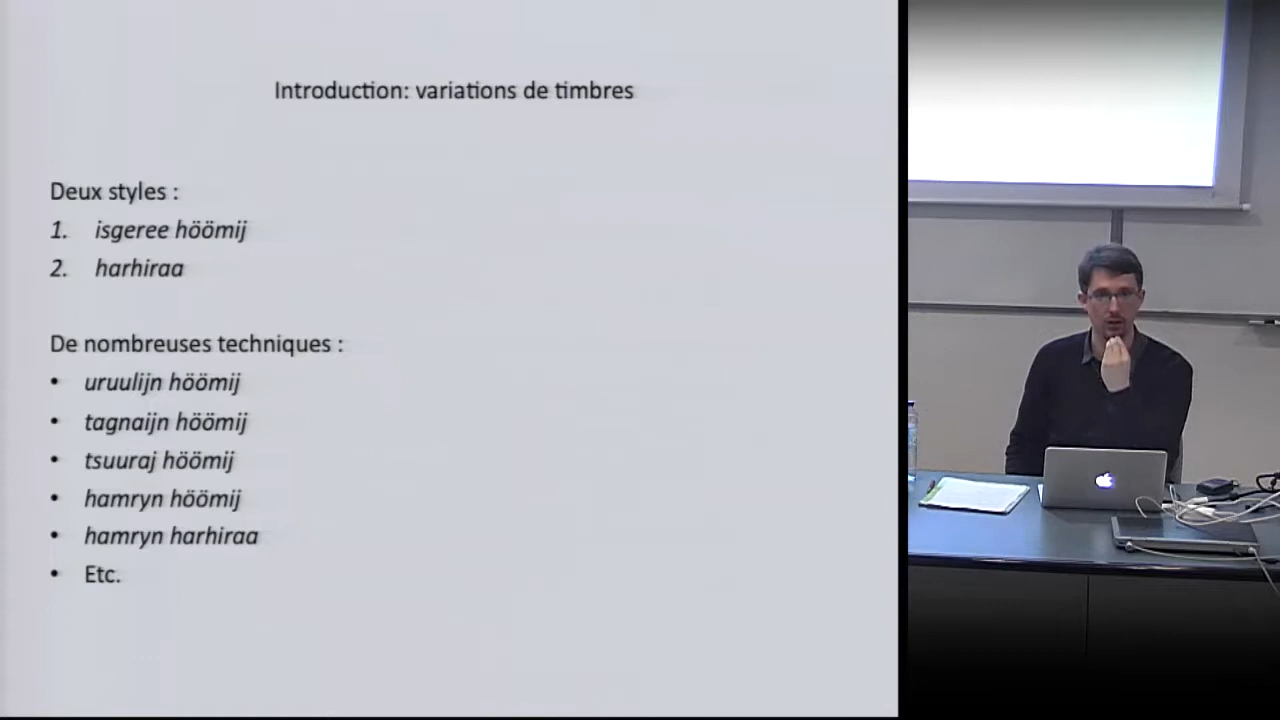 Introduction: variations de timbres
Deux styles :
1. isgeree höömij
2. harhiraa
De nombreuses techniques :
• uruulijn höömij
• tagnaijn höömij
• tsuuraj höömij
• hamryn höömij
• hamryn harhiraa
• Etc.